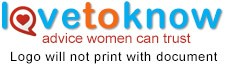 lovetoknow
advice women can trust
Logo will not print with document